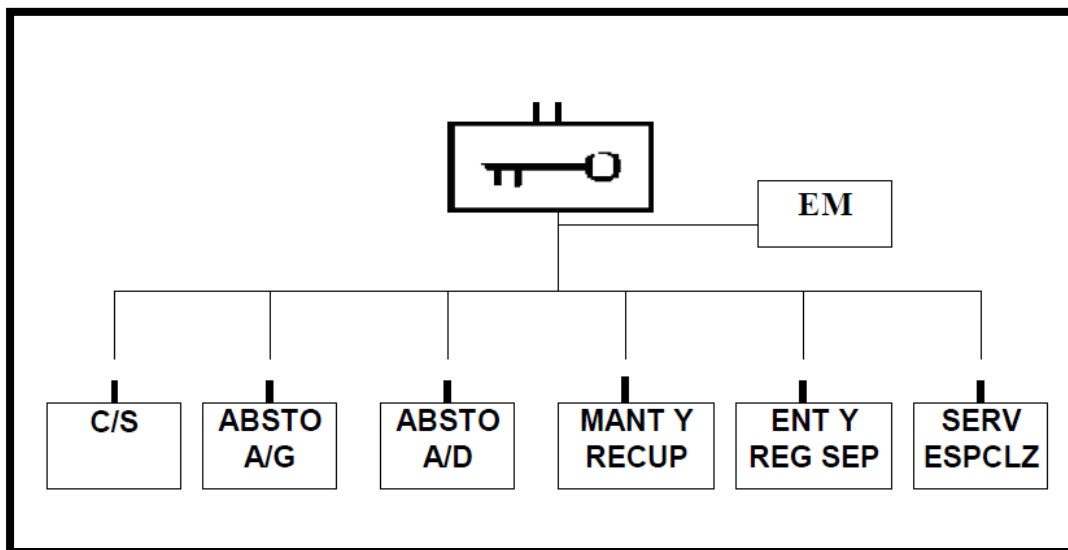 EM
C/S
ABSTO
A/G
ABSTO
A/D
MANT Y
RECUP
ENT Y
REG SEP
SERV
ESPCLZ